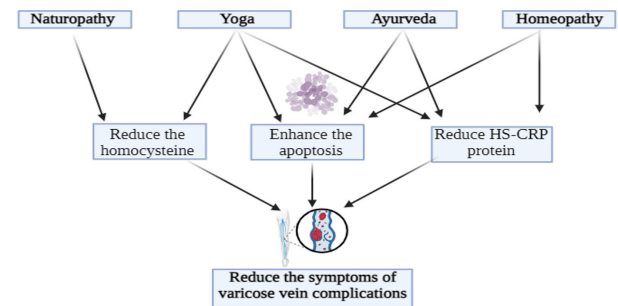 Naturopathy
Yoga
Ayurveda
Homeopathy
Reduce the
homocysteine
Enhance the
apoptosis
Reduce HS-CRP
protein
Reduce the symptoms of
varicose vein complications